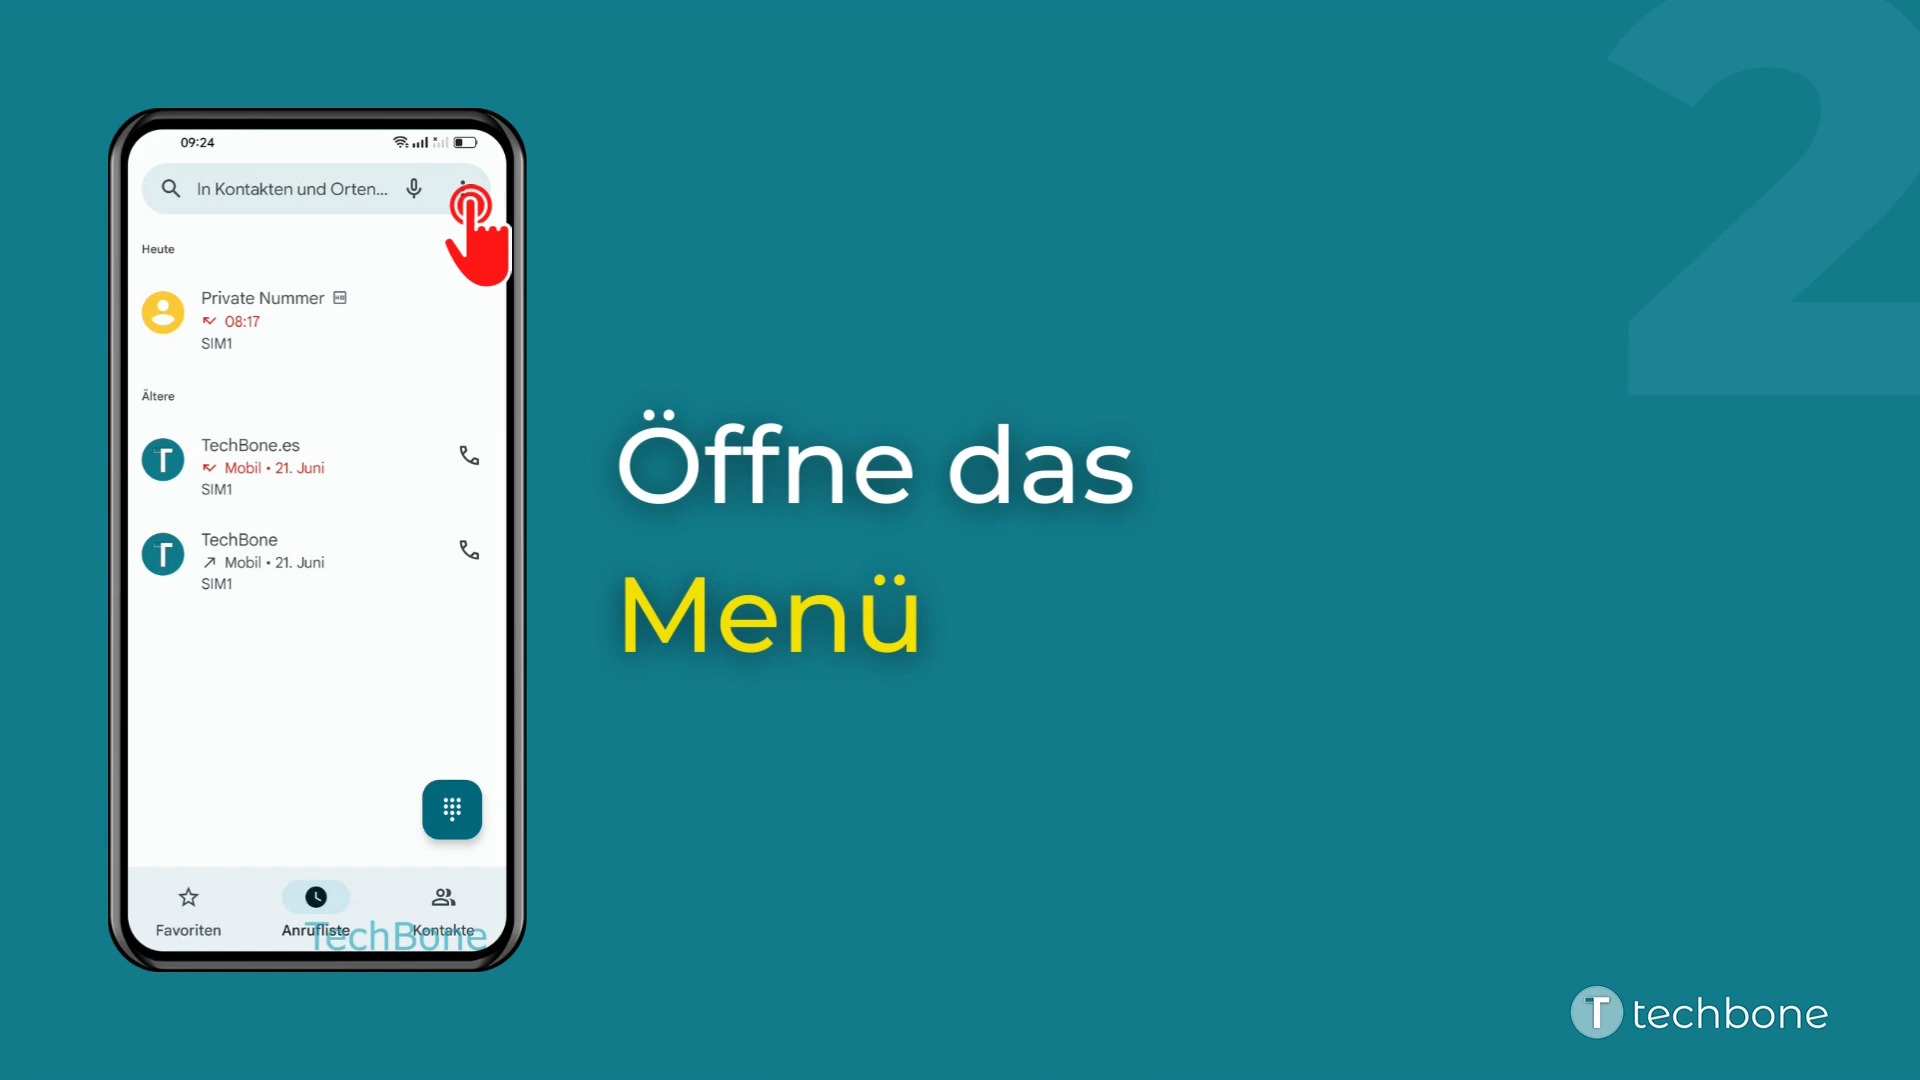 2
09:24
In Kontakten und Orten...
Heute
Private Nummer HD
08:17
SIM1
Ältere
T TechBone.es
Mobil • 21. Juni
SIM1
T TechBone
Mobil • 21. Juni
SIM1
Öffne das
Menü
Favoriten
Anrufliste
Kontakte
TechBone
T techbone